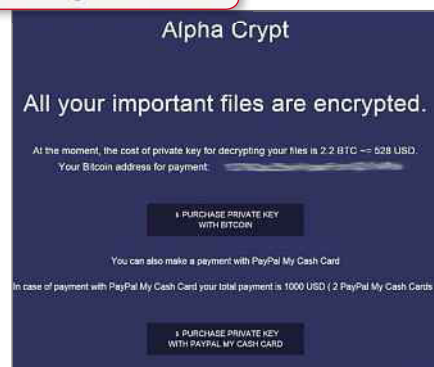 Alpha Crypt
All your important files are encrypted.
At the moment, the cost of private key for decrypting your files is 2.2 BTC ~= 528 USD.
Your Bitcoin address for payment:
PURCHASE PRIVATE KEY
WITH BITCOIN
You can also make a payment with PayPal My Cash Card
In case of payment with PayPal My Cash Card your total payment is 1000 USD ( 2 PayPal My Cash Cards
PURCHASE PRIVATE KEY
WITH PAYPAL MY CASH CARD